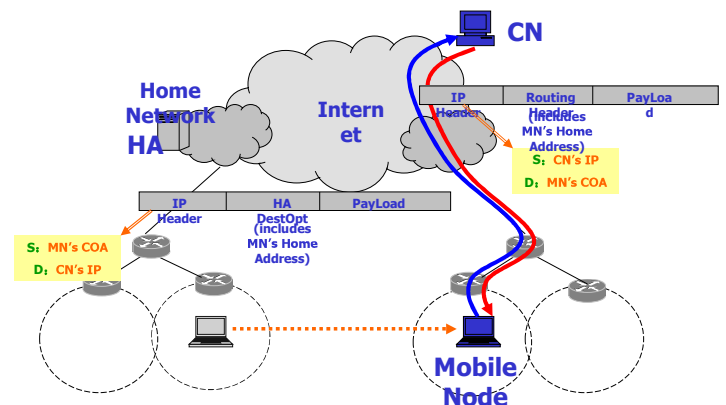 CN
Home
Network
HA
Intern
et
IP
Header
Routing
Header
(includes
MN's Home
Address)
PayLoa
d
S: CN's IP
D: MN's COA
IP
Header
HA
DestOpt
(includes
MN's Home
Address)
PayLoad
S: MN's COA
D: CN's IP
Mobile
Node